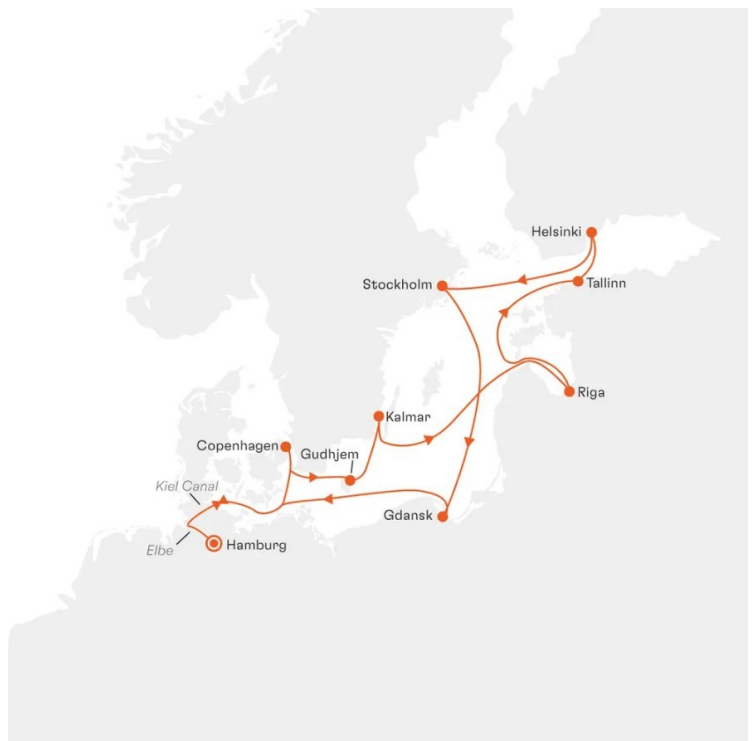 Helsinki
Stockholm
Tallinn
Riga
Kalmar
Copenhagen
Gudhjem
Kiel Canal
Gdansk
Elbe
Hamburg